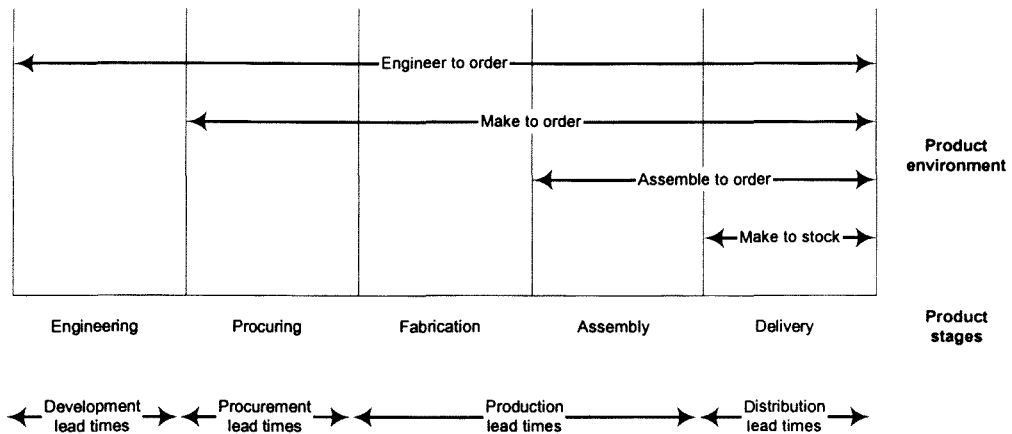 Engineer to order
Make to order
Product
environment
Assemble to order
Make to stock
Engineering
Procuring
Fabrication
Assembly
Delivery
Product
stages
Development
lead times
Procurement
lead times
Production
lead times
Distribution
lead times